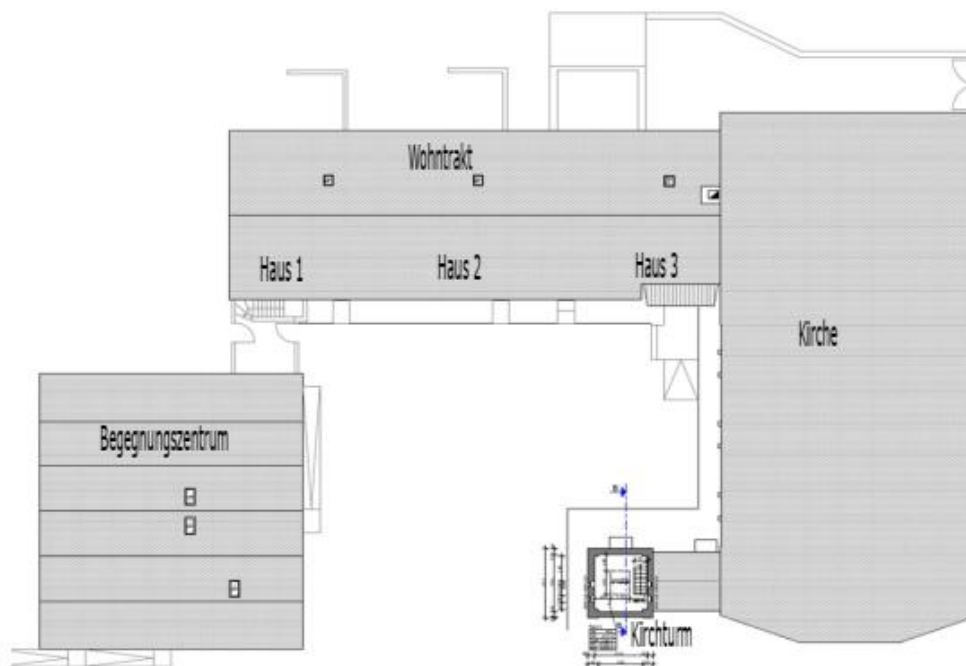 Wohntrakt
Haus 1
Haus 2
Haus 3
Kirche
Begegnungszentrum
Kirchturm